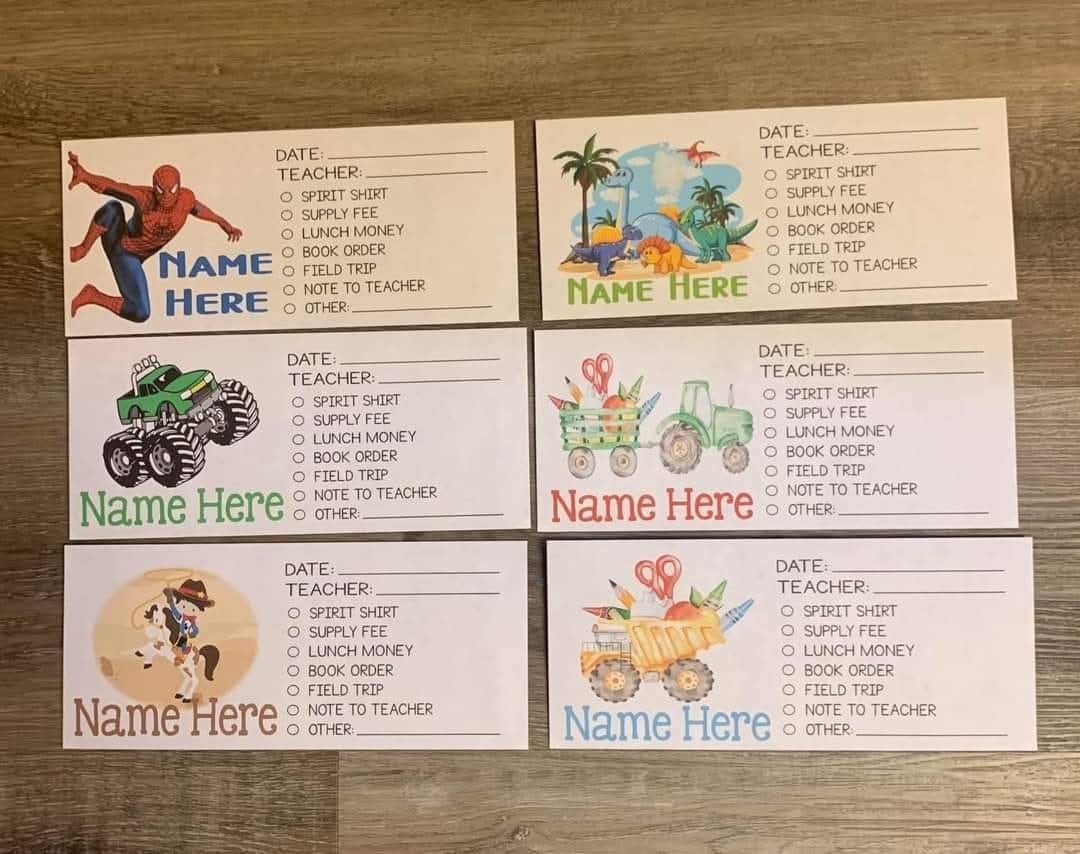 DATE:
TEACHER:
SPIRIT SHIRT
SUPPLY FEE
LUNCH MONEY
BOOK ORDER
FIELD TRIP
NOTE TO TEACHER
OTHER:
NAME
HERE
DATE:
TEACHER:
SPIRIT SHIRT
SUPPLY FEE
LUNCH MONEY
BOOK ORDER
FIELD TRIP
NOTE TO TEACHER
OTHER:
NAME HERE
DATE:
TEACHER:
SPIRIT SHIRT
SUPPLY FEE
LUNCH MONEY
BOOK ORDER
FIELD TRIP
NOTE TO TEACHER
OTHER:
Name Here
DATE:
TEACHER:
SPIRIT SHIRT
SUPPLY FEE
LUNCH MONEY
BOOK ORDER
FIELD TRIP
NOTE TO TEACHER
OTHER:
Name Here
DATE:
TEACHER:
SPIRIT SHIRT
SUPPLY FEE
LUNCH MONEY
BOOK ORDER
FIELD TRIP
NOTE TO TEACHER
OTHER:
Name Here
DATE:
TEACHER:
SPIRIT SHIRT
SUPPLY FEE
LUNCH MONEY
BOOK ORDER
FIELD TRIP
NOTE TO TEACHER
OTHER:
Name Here